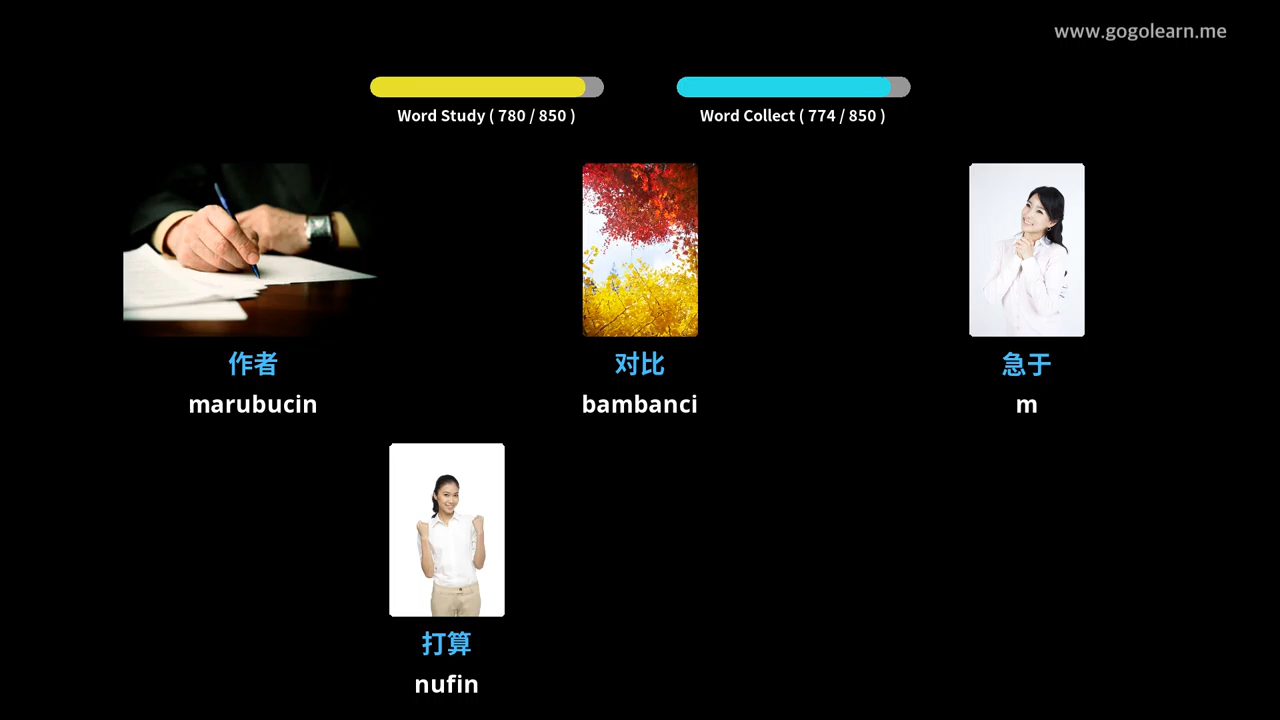 www.gogolearn.me
Word Study ( 780 / 850 )
Word Collect ( 774 / 850 )
作者
marubucin
对比
bambanci
急于
m
打算
nufin